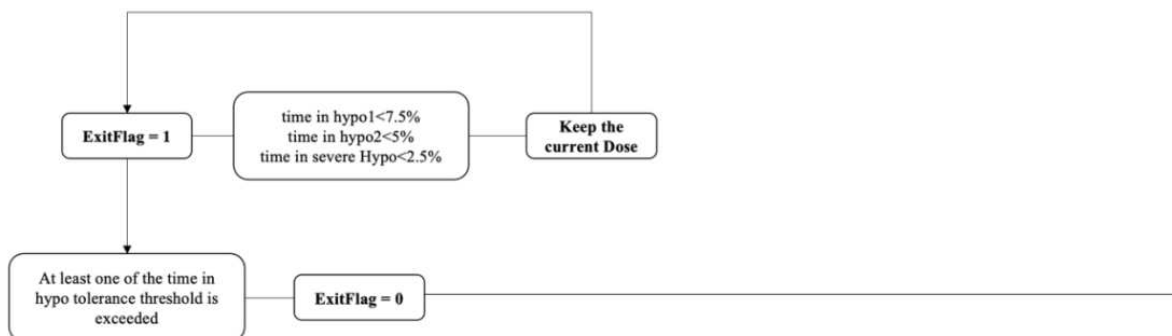 ExitFlag = 1
time in hypo1<7.5%
time in hypo2<5%
time in severe Hypo<2.5%
Keep the
current Dose
At least one of the time in
hypo tolerance threshold is
exceeded
ExitFlag = 0